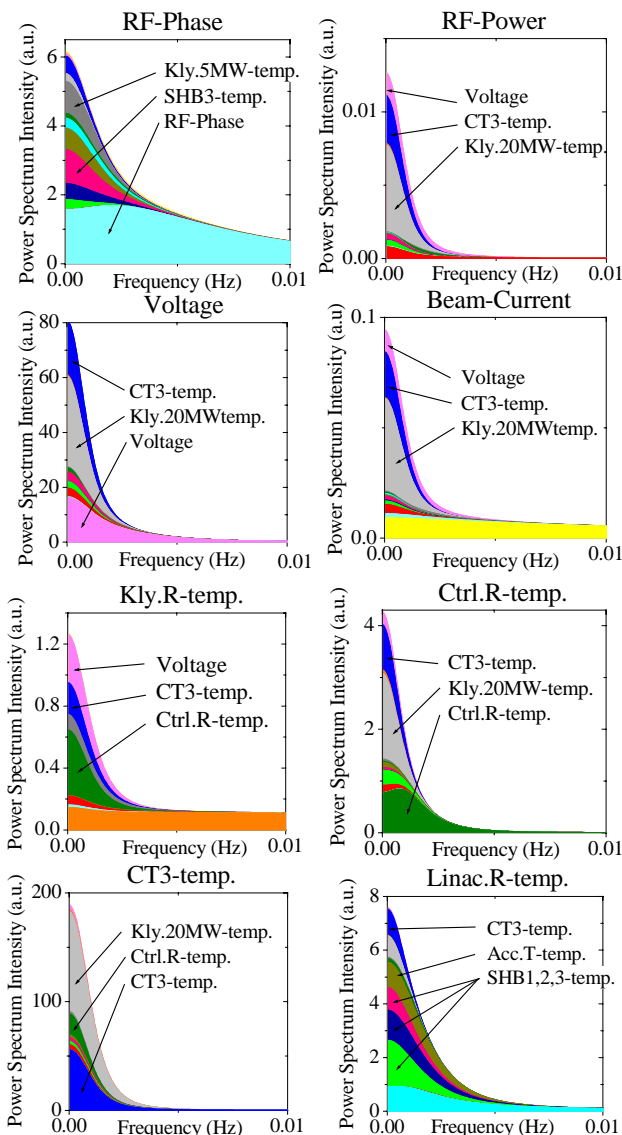 RF-Phase
Power Spectrum Intensity (a.u.)
6
4
2
0
Kly.5MW-temp.
SHB3-temp.
RF-Phase
0.00
Frequency (Hz)
0.01
RF-Power
Power Spectrum Intensity (a.u.)
0.01
0.00
Voltage
CT3-temp.
Kly.20MW-temp.
0.00
Frequency (Hz)
0.01
Voltage
Power Spectrum Intensity (a.u.)
80
60
40
20
0
CT3-temp.
Kly.20MWtemp.
Voltage
0.00
Frequency (Hz)
0.01
Beam-Current
Power Spectrum Intensity (a.u.)
0.1
0.0
Voltage
CT3-temp.
Kly.20MWtemp.
0.00
Frequency (Hz)
0.01
Kly.R-temp.
Power Spectrum Intensity (a.u.)
1.2
0.8
0.4
0.0
Voltage
CT3-temp.
Ctrl.R-temp.
0.00
Frequency (Hz)
0.01
Ctrl.R-temp.
Power Spectrum Intensity (a.u.)
4
2
0
CT3-temp.
Kly.20MW-temp.
Ctrl.R-temp.
0.00
Frequency (Hz)
0.01
CT3-temp.
Power Spectrum Intensity (a.u.)
200
100
0
Kly.20MW-temp.
Ctrl.R-temp.
CT3-temp.
0.00
Frequency (Hz)
0.01
Linac.R-temp.
Power Spectrum Intensity (a.u.)
8
6
4
2
0
CT3-temp.
Acc.T-temp.
SHB1,2,3-temp.
0.00
Frequency (Hz)
0.01